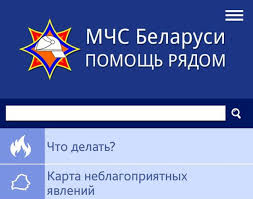 МЧС Беларуси
ПОМОЩЬ РЯДОМ
Что делать?
Карта неблагоприятных
явлений